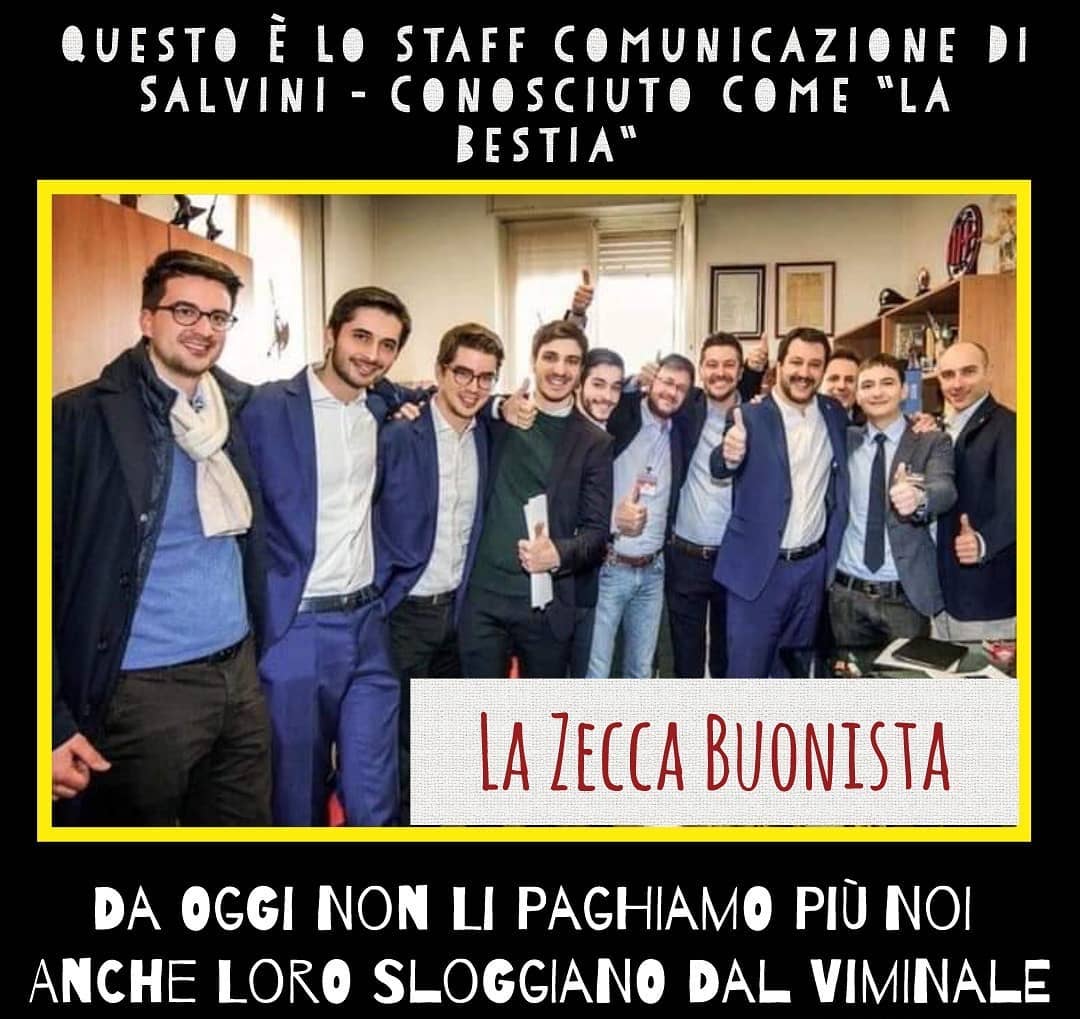 QUESTO È LO STAFF COMUNICAZIONE DI
SALVINI - CONOSCIUTO COME "LA
BESTIA"
LA ZECCA BUONISTA
DA OGGI NON LI PAGHIAMO PIÙ NOI
ANCHE LORO SLOGGIANO DAL VIMINALE